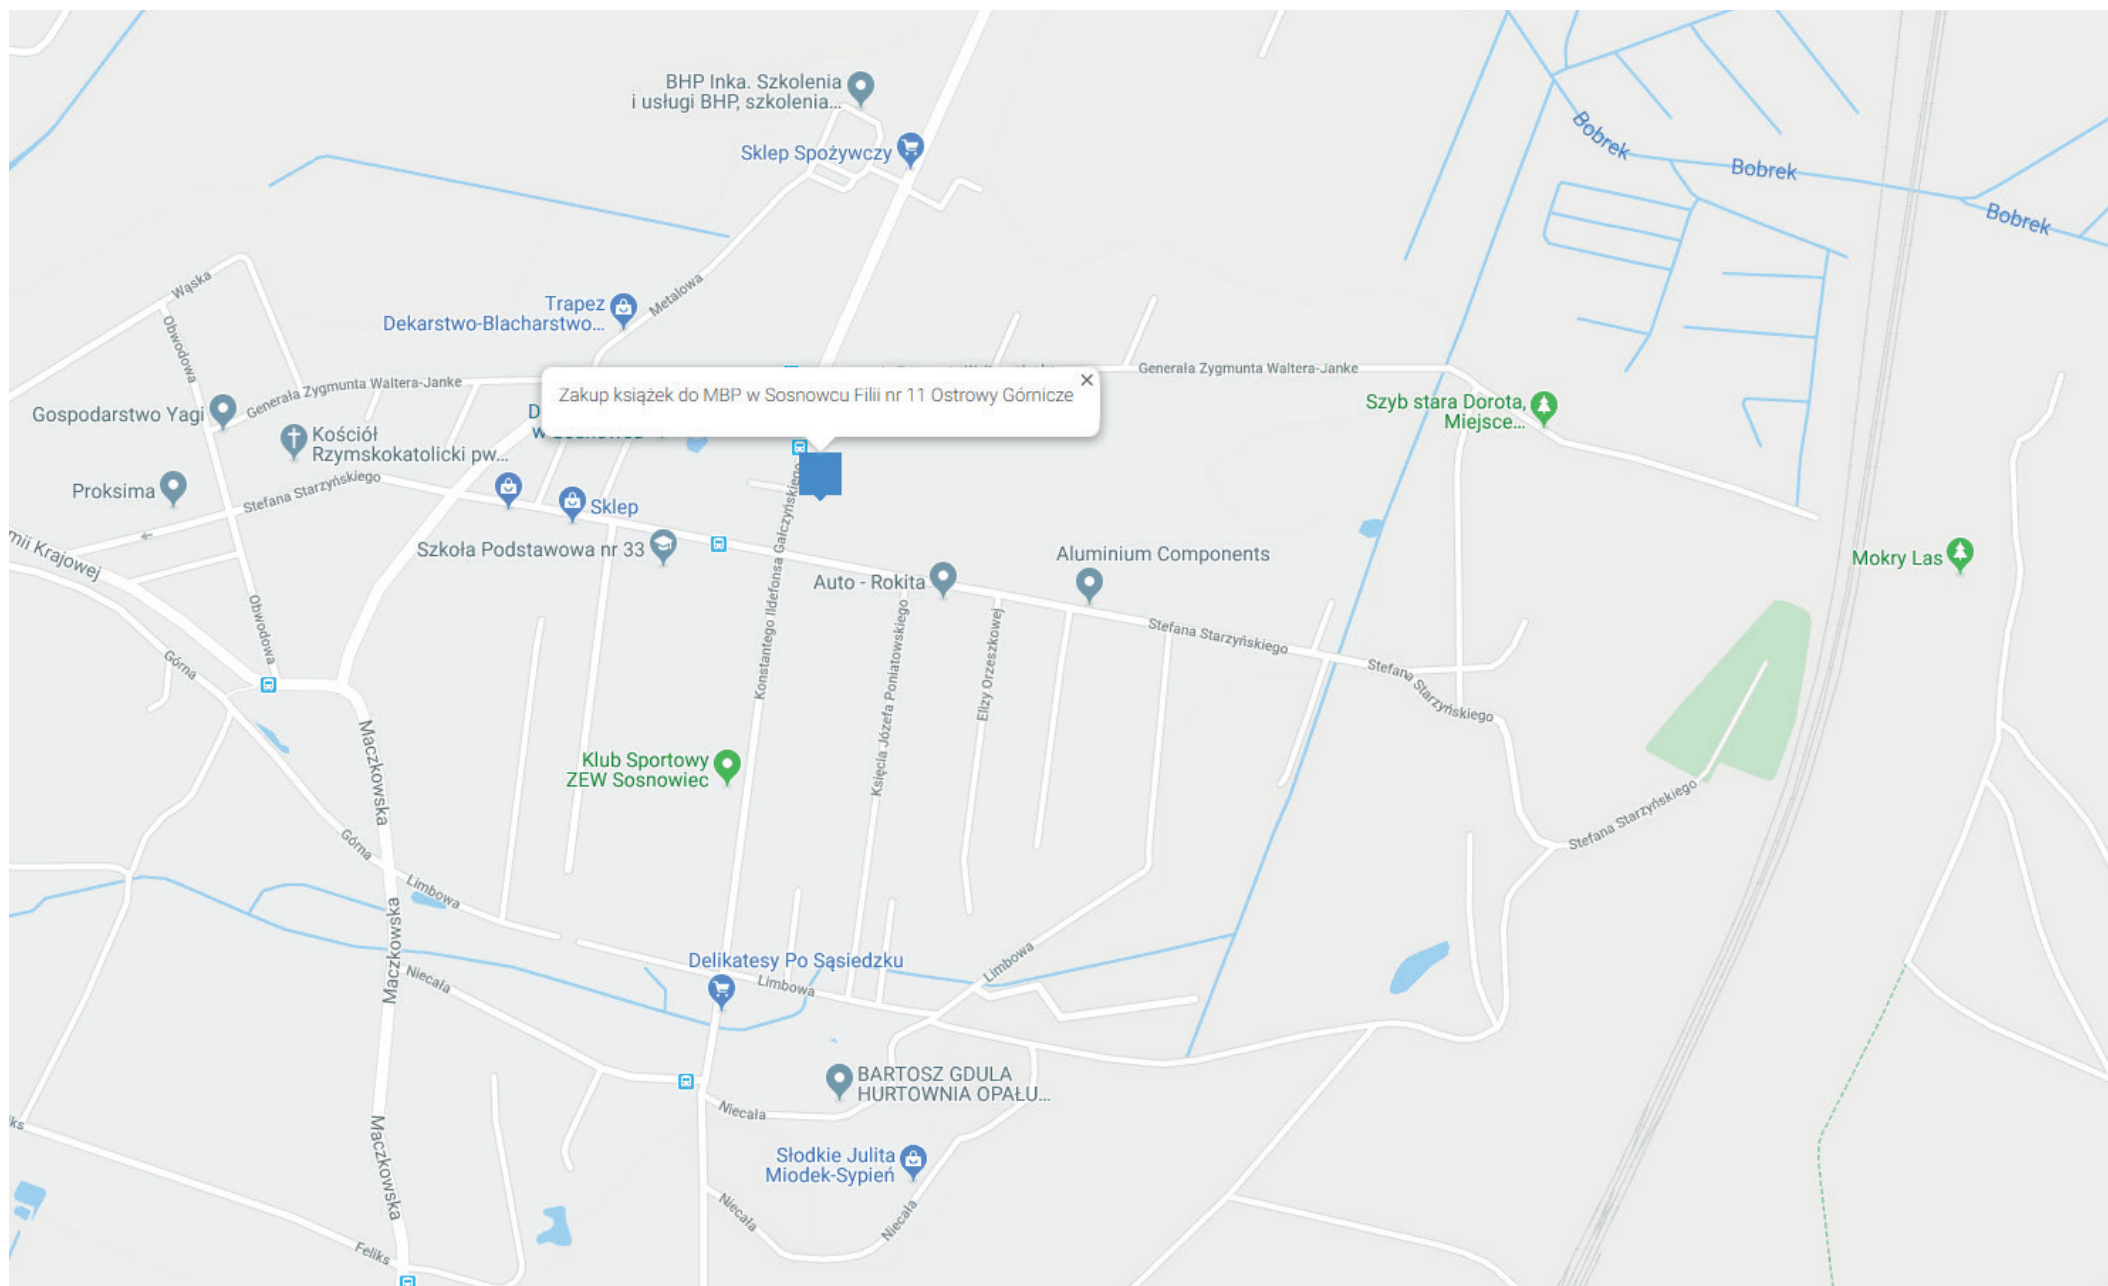 BHP Inka. Szkolenia
i usługi BHP, szkolenia...
Sklep Spożywczy
Bobrek
Bobrek
Bobrek
Wąska
Obwodowa
Trapez
Dekarstwo-Blacharstwo...
Metalowa
Generała Zygmunta Waltera-Janke
Generała Zygmunta Waltera-Janke
Zakup książek do MBP w Sosnowcu Filii nr 11 Ostrowy Górnicze
Gospodarstwo Yagi
Kościół
Rzymskokatolicki pw...
Szyb stara Dorota,
Miejsce...
Proksima
Stefana Starzyńskiego
Sklep
Szkoła Podstawowa nr 33
Konstantego Ildefonsa Gałczyńskiego
Auto - Rokita
Aluminium Components
Mokry Las
Krajowej
Obwodowa
Górna
Księcia Józefa Poniatowskiego
Elizy Orzeszkowej
Stefana Starzyńskiego
Stefana Starzyńskiego
Stefana Starzyńskiego
Maczkowska
Klub Sportowy
ZEW Sosnowiec
Górna
Limbowa
Maczkowska
Niecała
Delikatesy Po Sąsiedzku
Limbowa
Limbowa
BARTOSZ GDULA
HURTOWNIA OPAŁU...
Niecała
Maczkowska
Słodkie Julita
Miodek-Sypień
Niecała
Niecała
Feliks